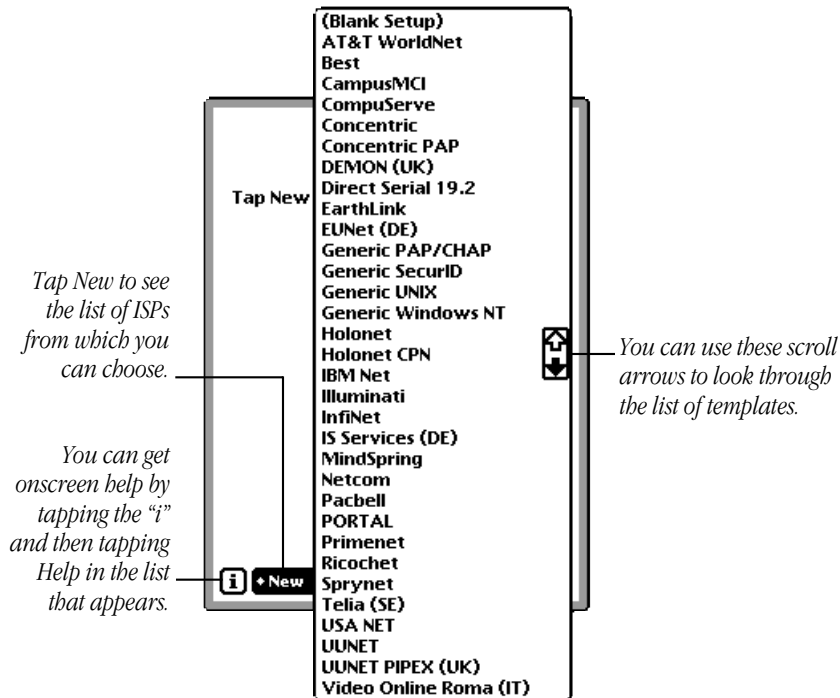 (Blank Setup)
AT&T WorldNet
Best
CampusMCI
CompuServe
Concentric
Concentric PAP
DEMON (UK)
Direct Serial 19.2
EarthLink
EUNet (DE)
Generic PAP/CHAP
Generic SecurID
Generic UNIX
Generic Windows NT
Holonet
Holonet CPN
IBM Net
Illuminati
InfiNet
IS Services (DE)
MindSpring
Netcom
Pacbell
PORTAL
Primenet
Ricochet
Sprynet
Telia (SE)
USA NET
UUNET
UUNET PIPEX (UK)
Video Online Roma (IT)
Tap New
Tap New to see
the list of ISPs
from which you
can choose.
You can get
onscreen help by
tapping the “i”
and then tapping
Help in the list
that appears.
i
New
You can use these scroll
arrows to look through
the list of templates.